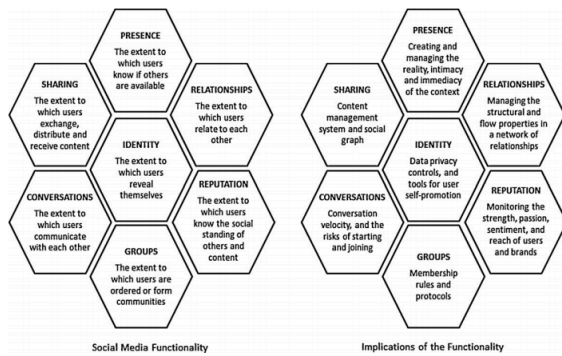 PRESENCE
The extent to
which users
know if others
are available
SHARING
The extent to
which users
exchange,
distribute and
receive content
RELATIONSHIPS
The extent to
which users
relate to each
other
IDENTITY
The extent to
which users
reveal
themselves
CONVERSATIONS
The extent to
which users
communicate
with each other
REPUTATION
The extent to
which users
know the social
standing of
others and
content
GROUPS
The extent to
which users are
ordered or form
communities
Social Media Functionality
PRESENCE
Creating and
managing the
reality, intimacy
and immediacy
of the context
SHARING
Content
management
system and social
graph
RELATIONSHIPS
Managing the
structural and
flow properties
in a network of
relationships
IDENTITY
Data privacy
controls, and
tools for user
self-promotion
CONVERSATIONS
Conversation
velocity, and the
risks of starting
and joining
REPUTATION
Monitoring the
strength, passion,
sentiment, and
reach of users
and brands
GROUPS
Membership
rules and
protocols
Implications of the Functionality